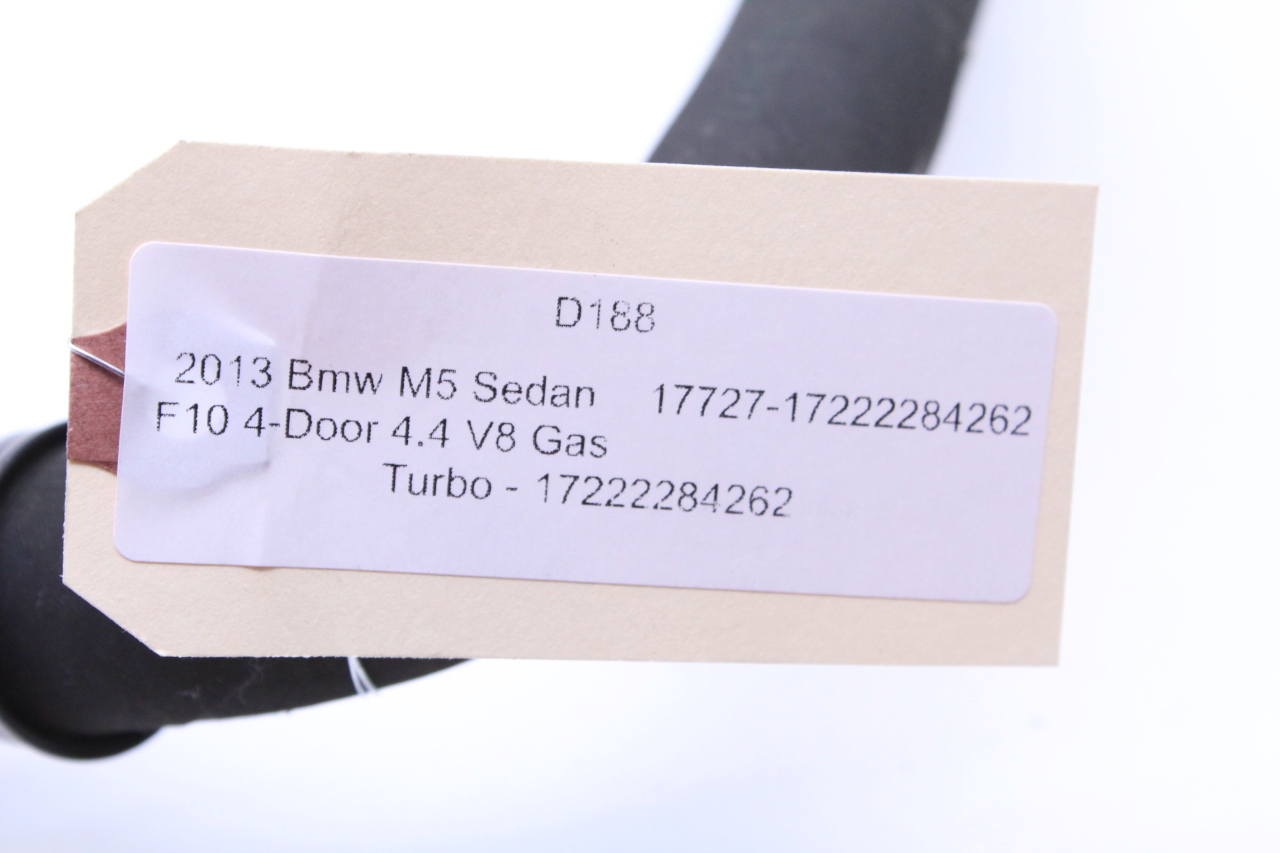 D188
2013 Bmw M5 Sedan 17727-17222284262
F10 4-Door 4.4 V8 Gas
Turbo - 17222284262